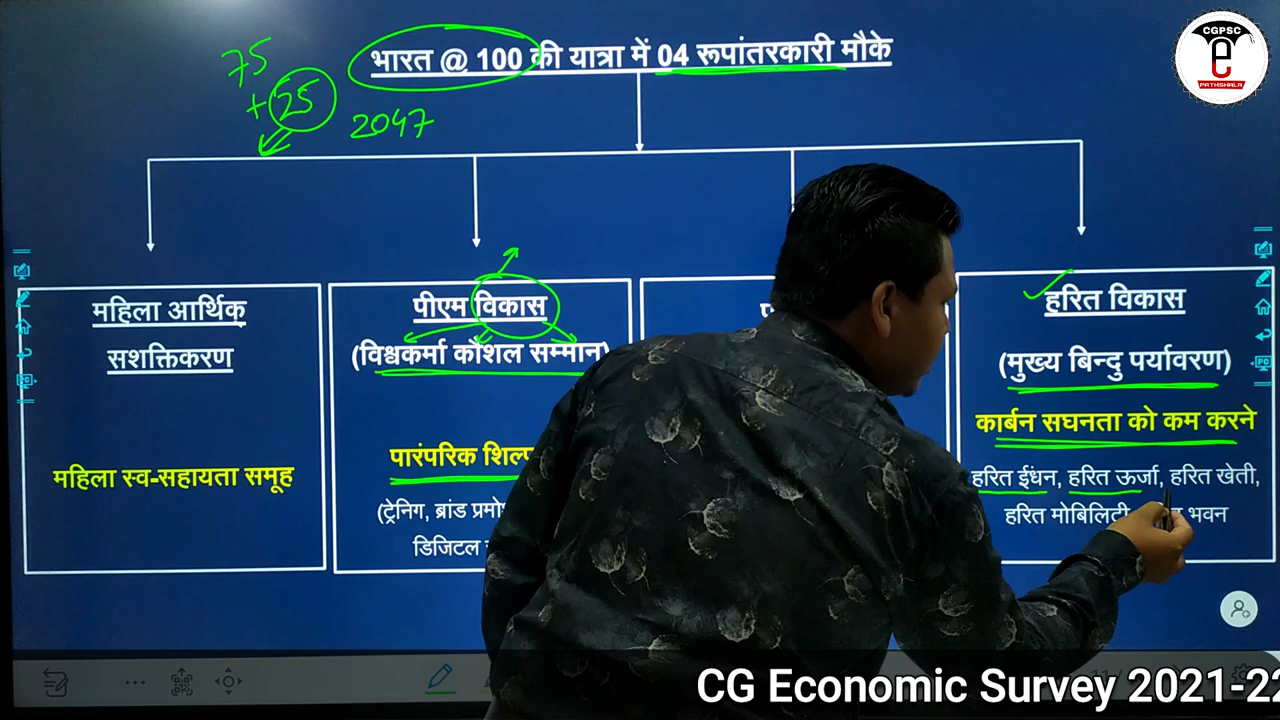 CGPSC
e
PATHSHALA
भारत @ 100 की यात्रा में 04 रूपांतरकारी मौके
75
+25
2047
महिला आर्थिक
सशक्तिकरण
महिला स्व-सहायता समूह
पीएम विकास
(विश्वकर्मा कौशल सम्मान)
पारंपरिक शिल्प
(ट्रेनिग, ब्रांड
डिजिटल
हरित विकास
(मुख्य बिन्दु पर्यावरण)
कार्बन सघनता को कम करने
हरित ईंधन, हरित ऊर्जा, हरित खेती,
हरित मोबिलिटी भवन
CG Economic Survey 2021-22